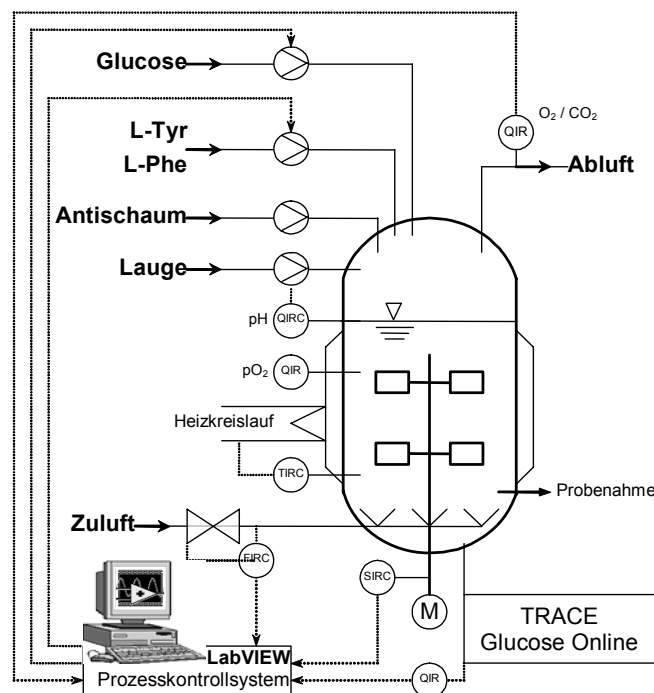 Glucose
O₂ / CO₂
QIR
L-Tyr
L-Phe
Abluft
Antischaum
Lauge
pH
QIRC
pO₂
QIR
Heizkreislauf
TIRC
Probenahme
Zuluft
FIRC
SIRC
M
TRACE
Glucose Online
LabVIEW
Prozesskontrollsystem
QIR